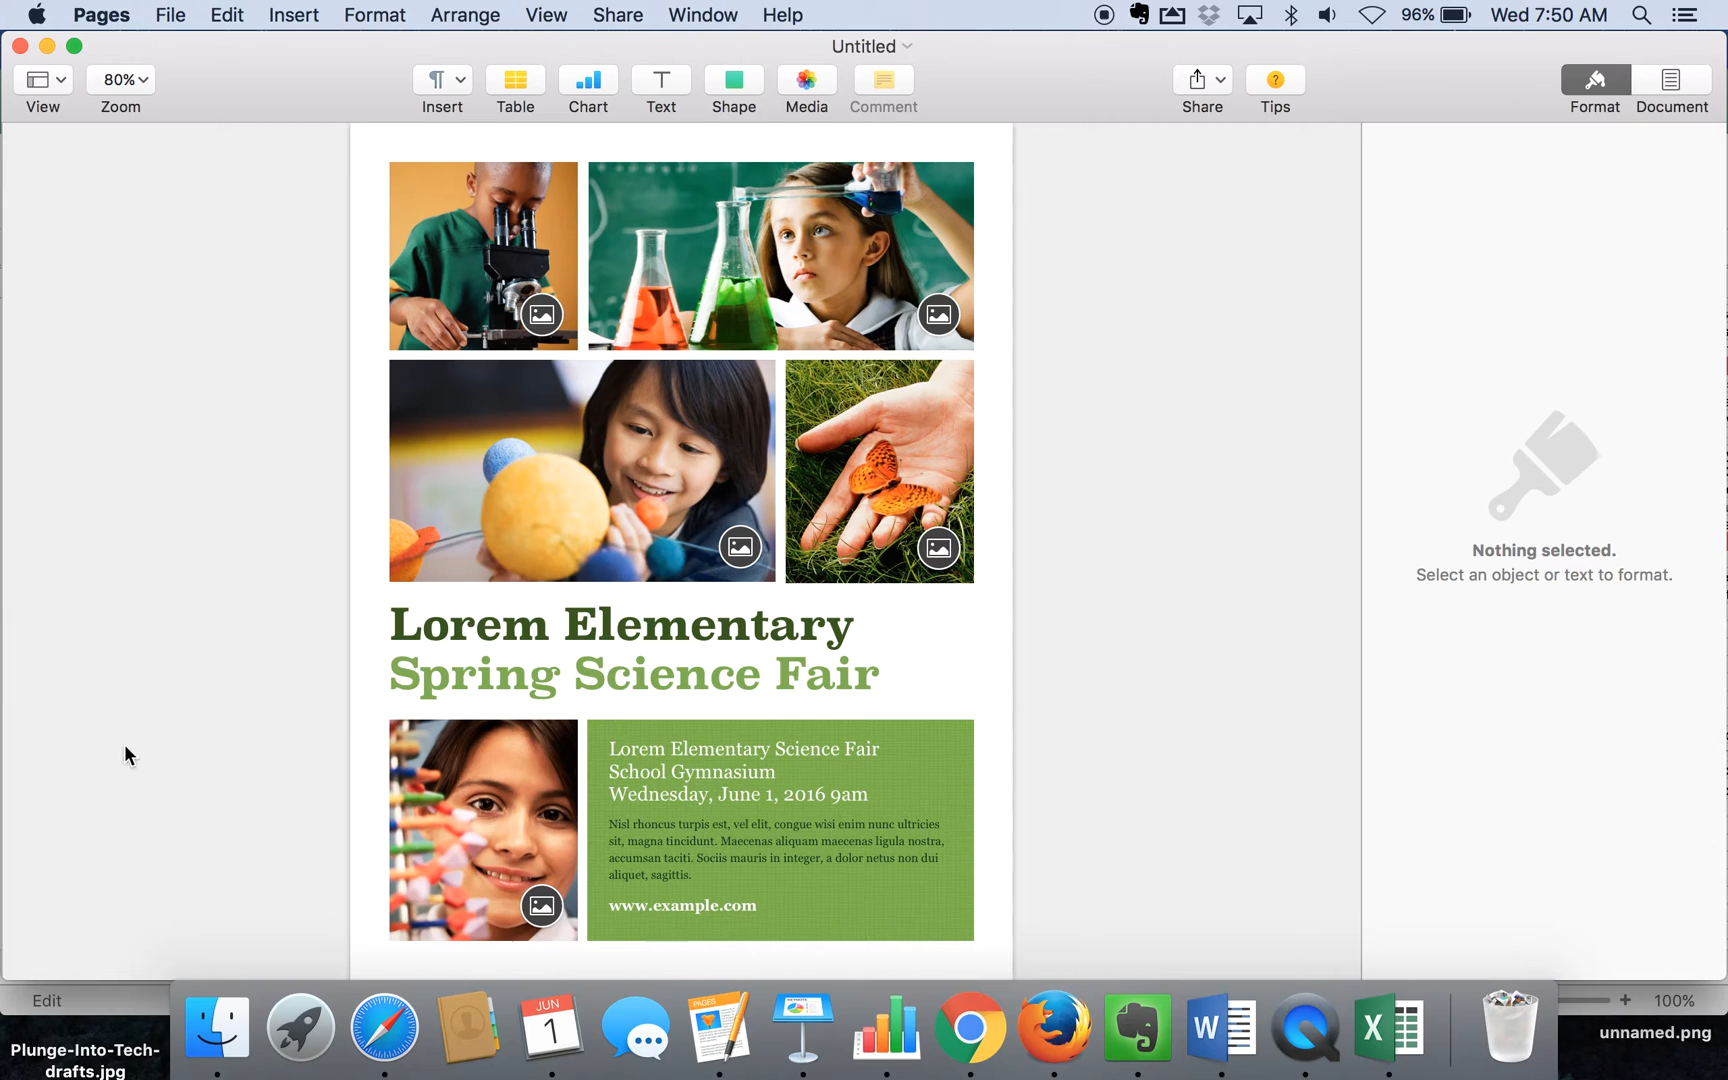 Pages File Edit Insert Format Arrange View Share Window Help 96% Wed 7:50 AM
Untitled
80%
View Zoom Insert Table Chart Text Shape Media Comment Share Tips Format Document
Lorem Elementary
Spring Science Fair
Lorem Elementary Science Fair
School Gymnasium
Wednesday, June 1, 2016 9am
Nisl rhoncus turpis est, vel elit, congue wisi enim nunc ultricies
sit, magna tincidunt. Maecenas aliquam maecenas ligula nostra,
accumsan taciti. Sociis mauris in integer, a dolor netus non dui
aliquet, sagittis.
www.example.com
Nothing selected.
Select an object or text to format.
Edit
100%
JUN
1
PAGES
KEYNOTE
W
X
Plunge-Into-Tech-
drafts.jpg
unnamed.png